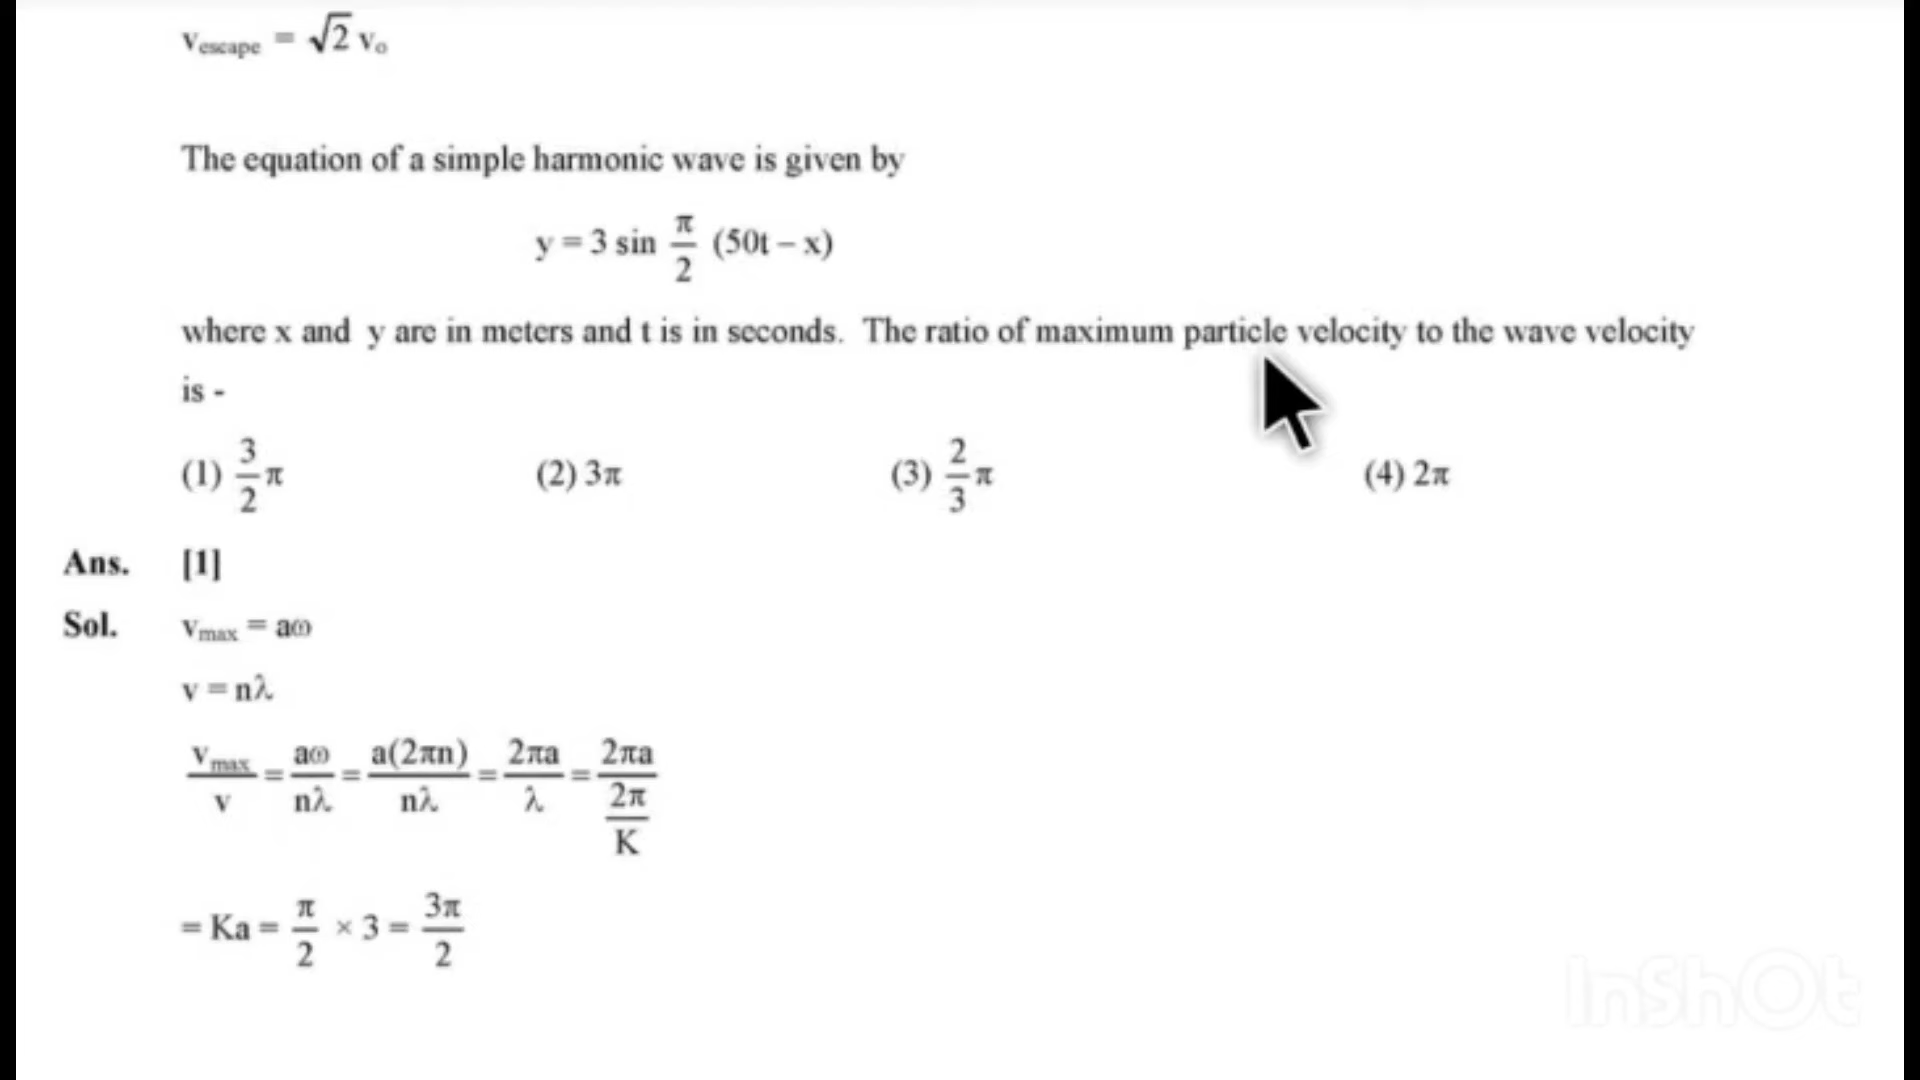 v_escape = √2 v_o
The equation of a simple harmonic wave is given by
y = 3 sin π/2 (50t – x)
where x and y are in meters and t is in seconds. The ratio of maximum particle velocity to the wave velocity
is -
(1) 3/2 π (2) 3π (3) 2/3 π (4) 2π
Ans. [1]
Sol. v_max = aω
v = nλ
v_max/v = aω/nλ = a(2πn)/nλ = 2πa/λ = 2πa/(2π/K)
= Ka = π/2 × 3 = 3π/2
InShOt